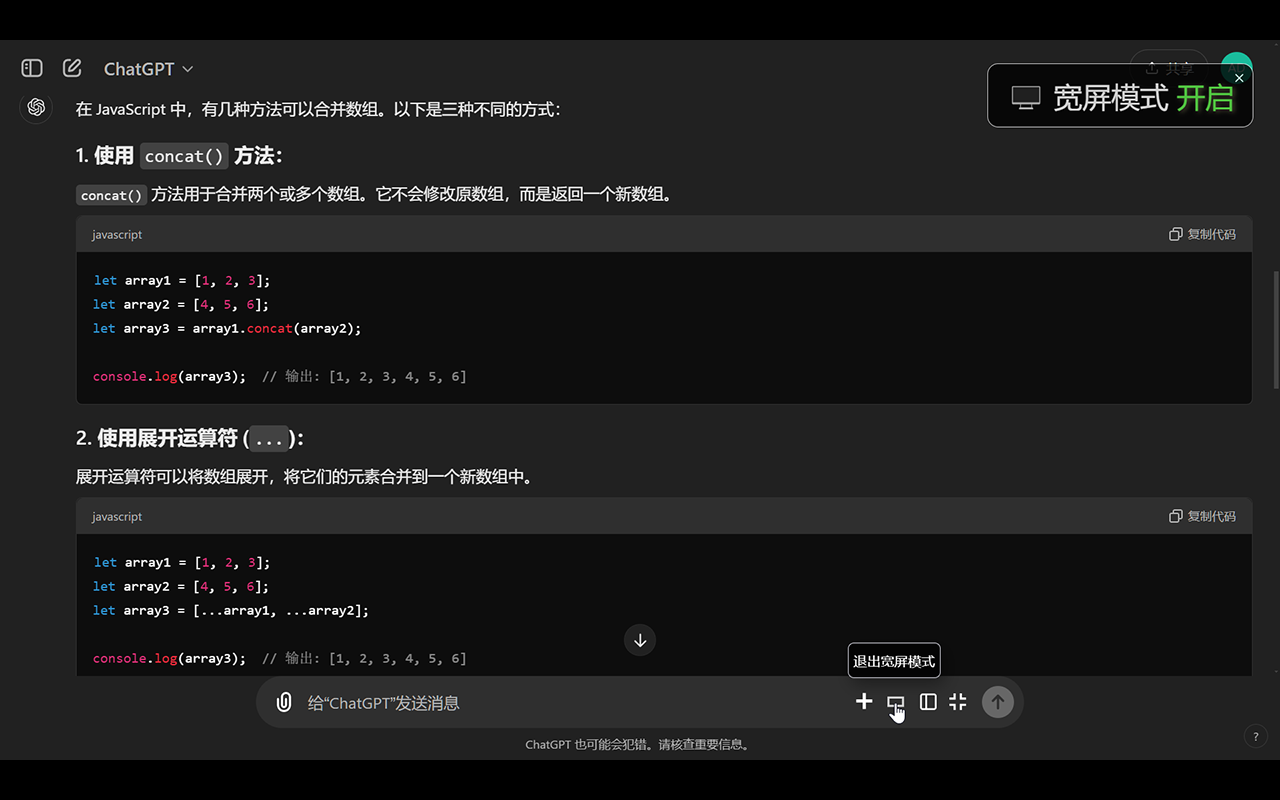 ChatGPT
共享
宽屏模式 开启
在 JavaScript 中，有几种方法可以合并数组。以下是三种不同的方式：
1. 使用 concat() 方法：
concat() 方法用于合并两个或多个数组。它不会修改原数组，而是返回一个新数组。
javascript
复制代码
let array1 = [1, 2, 3];
let array2 = [4, 5, 6];
let array3 = array1.concat(array2);
console.log(array3);  // 输出: [1, 2, 3, 4, 5, 6]
2. 使用展开运算符 (...)：
展开运算符可以将数组展开，将它们的元素合并到一个新数组中。
javascript
复制代码
let array1 = [1, 2, 3];
let array2 = [4, 5, 6];
let array3 = [...array1, ...array2];
console.log(array3);  // 输出: [1, 2, 3, 4, 5, 6]
退出宽屏模式
给“ChatGPT”发送消息
ChatGPT 也可能会犯错。请核查重要信息。
?